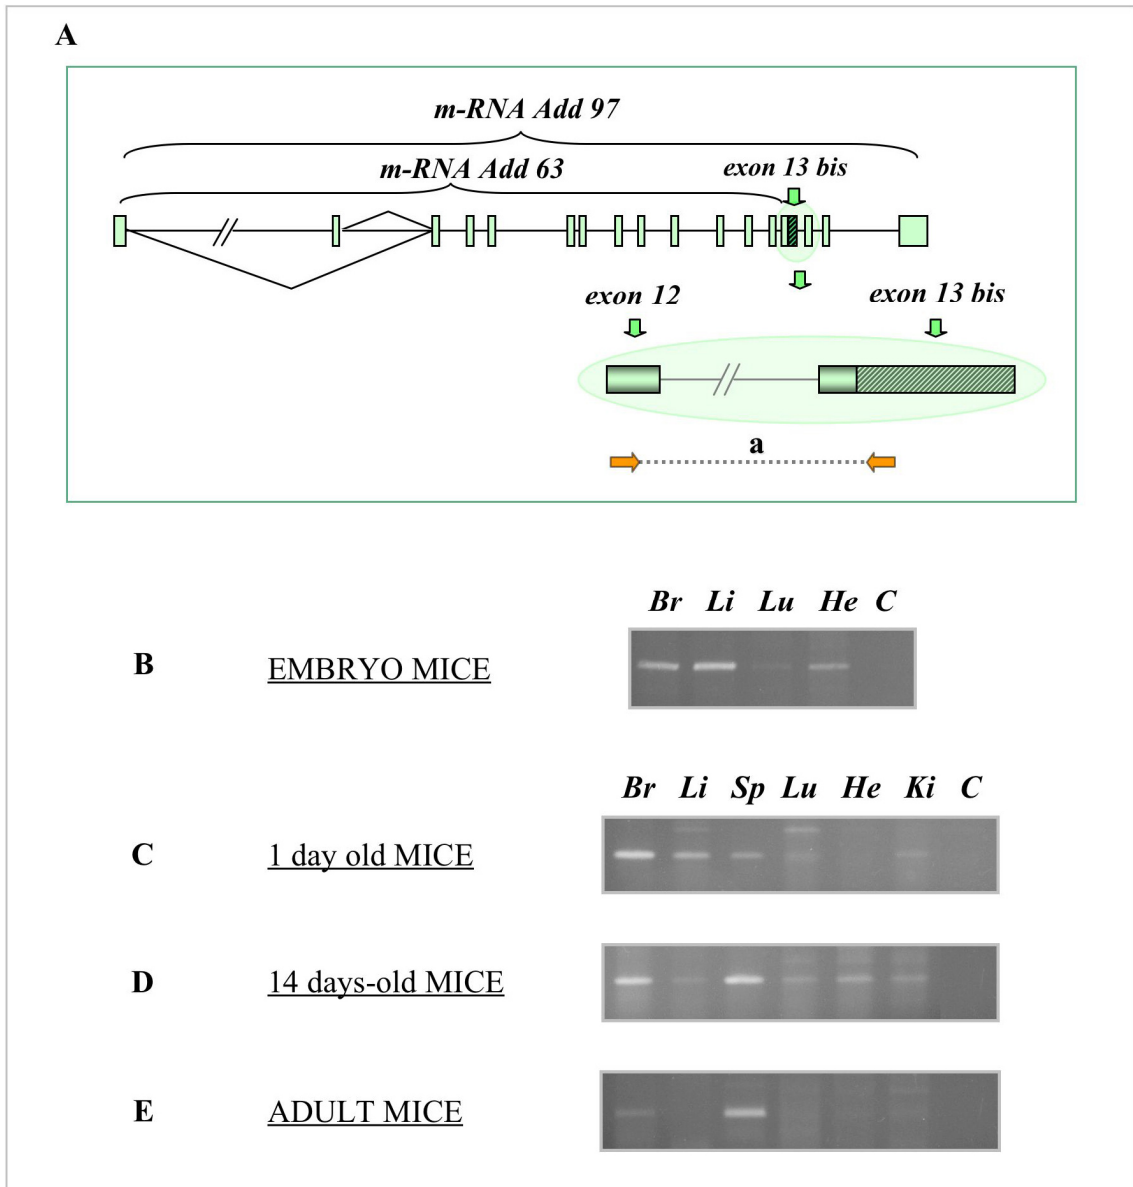 A
m-RNA Add 97
m-RNA Add 63
exon 13 bis
exon 12
exon 13 bis
a
Br Li Lu He C
B EMBRYO MICE
Br Li Sp Lu He Ki C
C 1 day old MICE
D 14 days-old MICE
E ADULT MICE